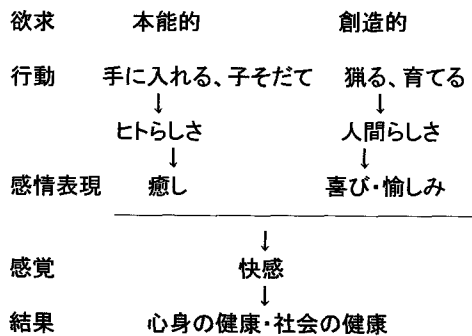 欲求 本能的 創造的
行動 手に入れる、子そだて 猟る、育てる
↓ ↓
ヒトらしさ 人間らしさ
↓ ↓
感情表現 癒し 喜び・愉しみ
↓
感覚 快感
↓
結果 心身の健康・社会の健康